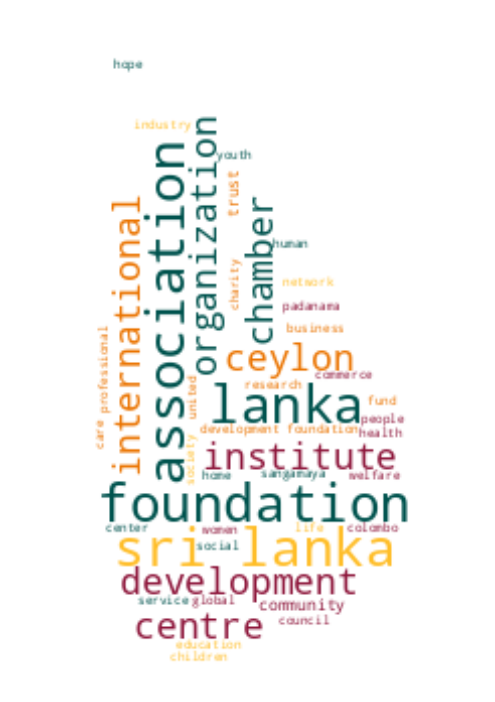 hope
industry
association
organization
youth
trust
international
chamber
human
charity
network
padanama
professional
business
ceylon
commerce
united
research
lanka
fund
people
care
development foundation
health
society
institute
home
sangamaya
welfare
foundation
center
women
life
colombo
sri lanka
social
development
service
global
community
centre
council
education
children